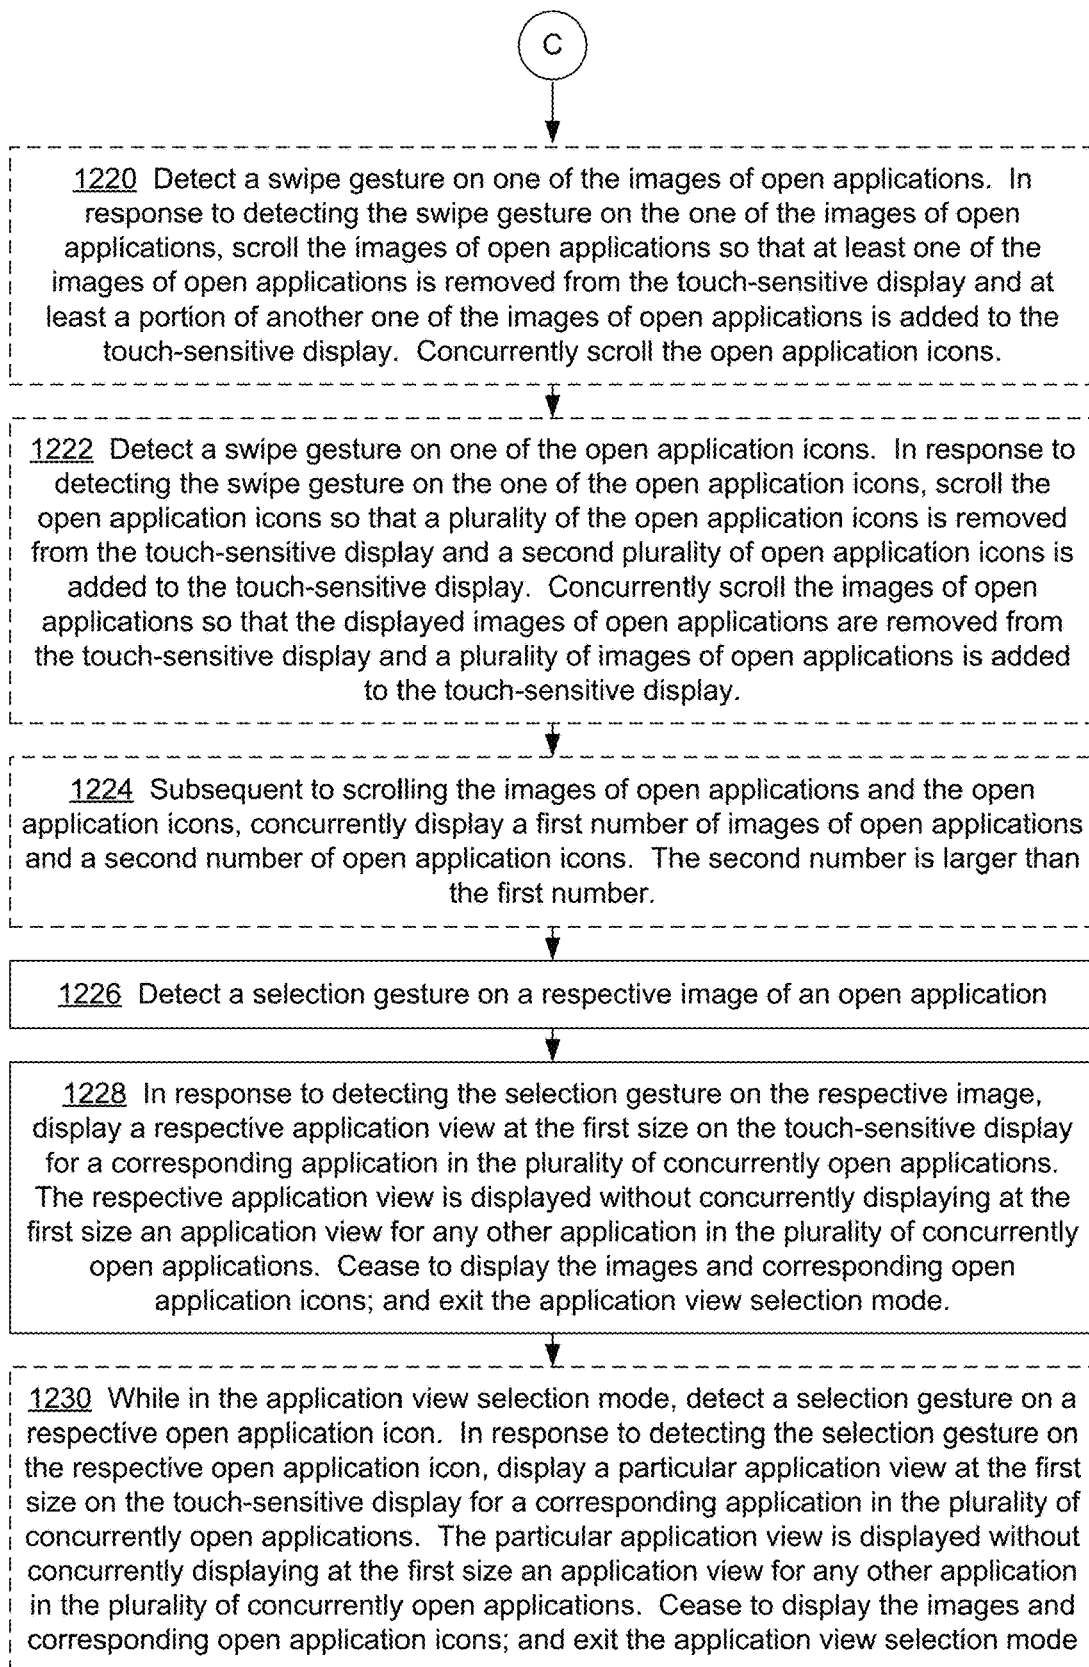 C
1220 Detect a swipe gesture on one of the images of open applications. In
response to detecting the swipe gesture on the one of the images of open
applications, scroll the images of open applications so that at least one of the
images of open applications is removed from the touch-sensitive display and at
least a portion of another one of the images of open applications is added to the
touch-sensitive display. Concurrently scroll the open application icons.
1222 Detect a swipe gesture on one of the open application icons. In response to
detecting the swipe gesture on the one of the open application icons, scroll the
open application icons so that a plurality of the open application icons is removed
from the touch-sensitive display and a second plurality of open application icons is
added to the touch-sensitive display. Concurrently scroll the images of open
applications so that the displayed images of open applications are removed from
the touch-sensitive display and a plurality of images of open applications is added
to the touch-sensitive display.
1224 Subsequent to scrolling the images of open applications and the open
application icons, concurrently display a first number of images of open applications
and a second number of open application icons. The second number is larger than
the first number.
1226 Detect a selection gesture on a respective image of an open application
1228 In response to detecting the selection gesture on the respective image,
display a respective application view at the first size on the touch-sensitive display
for a corresponding application in the plurality of concurrently open applications.
The respective application view is displayed without concurrently displaying at the
first size an application view for any other application in the plurality of concurrently
open applications. Cease to display the images and corresponding open
application icons; and exit the application view selection mode.
1230 While in the application view selection mode, detect a selection gesture on a
respective open application icon. In response to detecting the selection gesture on
the respective open application icon, display a particular application view at the first
size on the touch-sensitive display for a corresponding application in the plurality of
concurrently open applications. The particular application view is displayed without
concurrently displaying at the first size an application view for any other application
in the plurality of concurrently open applications. Cease to display the images and
corresponding open application icons; and exit the application view selection mode